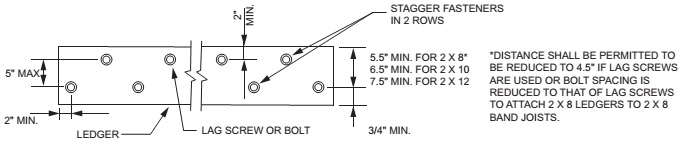 STAGGER FASTENERS
IN 2 ROWS
2"
MIN.
5" MAX.
5.5" MIN. FOR 2 X 8*
6.5" MIN. FOR 2 X 10
7.5" MIN. FOR 2 X 12
*DISTANCE SHALL BE PERMITTED TO
BE REDUCED TO 4.5" IF LAG SCREWS
ARE USED OR BOLT SPACING IS
REDUCED TO THAT OF LAG SCREWS
TO ATTACH 2 X 8 LEDGERS TO 2 X 8
BAND JOISTS.
2" MIN.
LEDGER
LAG SCREW OR BOLT
3/4" MIN.